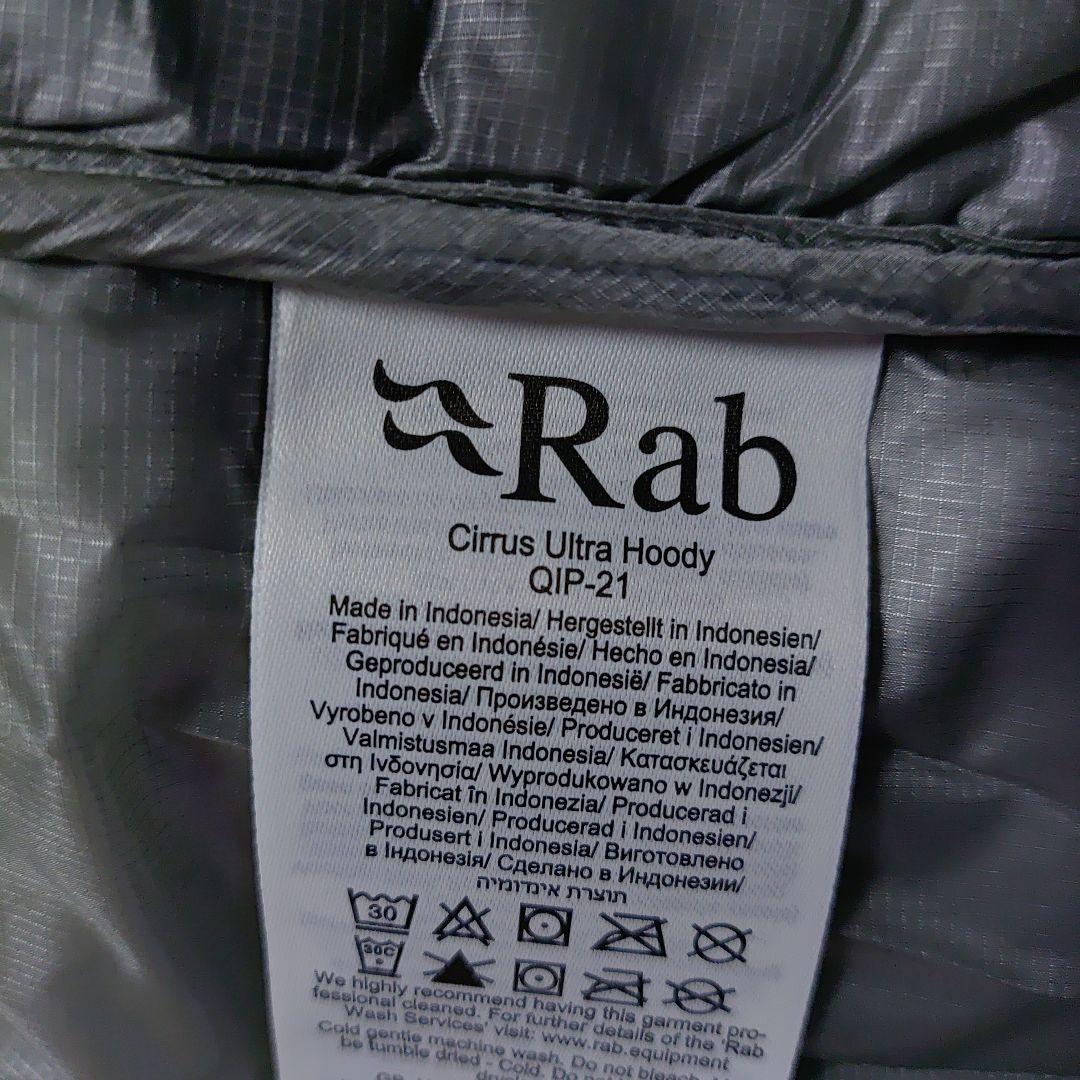 Rab
Cirrus Ultra Hoody
QIP-21
Made in Indonesia/ Hergestellt in Indonesien/
Fabriqué en Indonésie/ Hecho en Indonesia/
Geproduceerd in Indonesië/ Fabbricato in
Indonesia/ Произведено в Индонезия/
Vyrobeno v Indonésie/ Produceret i Indonesien/
Valmistusmaa Indonesia/ Κατασκευάζεται
στη Ινδονησία/ Wyprodukowano w Indonezji/
Fabricat în Indonezia/ Producerad i
Indonesien/ Producerad i Indonesien/
Produsert i Indonesia/ Виготовлено
в Індонезія/ Сделано в Индонезии/
תוצרת אינדונזיה
30
30C
We highly recommend having this garment pro-
fessional cleaned. For further details of the 'Rab
Wash Services' visit: www.rab.equipment
Cold gentle machine wash. Do not bleach.
be tumble dried - Cold. Do not